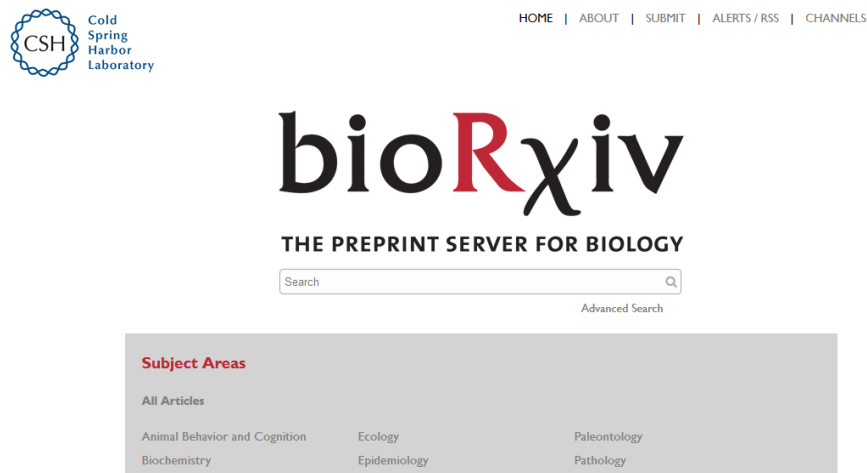 CSH
Cold
Spring
Harbor
Laboratory
HOME | ABOUT | SUBMIT | ALERTS / RSS | CHANNELS
bioRχiv
THE PREPRINT SERVER FOR BIOLOGY
Search
Advanced Search
Subject Areas
All Articles
Animal Behavior and Cognition Ecology Paleontology
Biochemistry Epidemiology Pathology